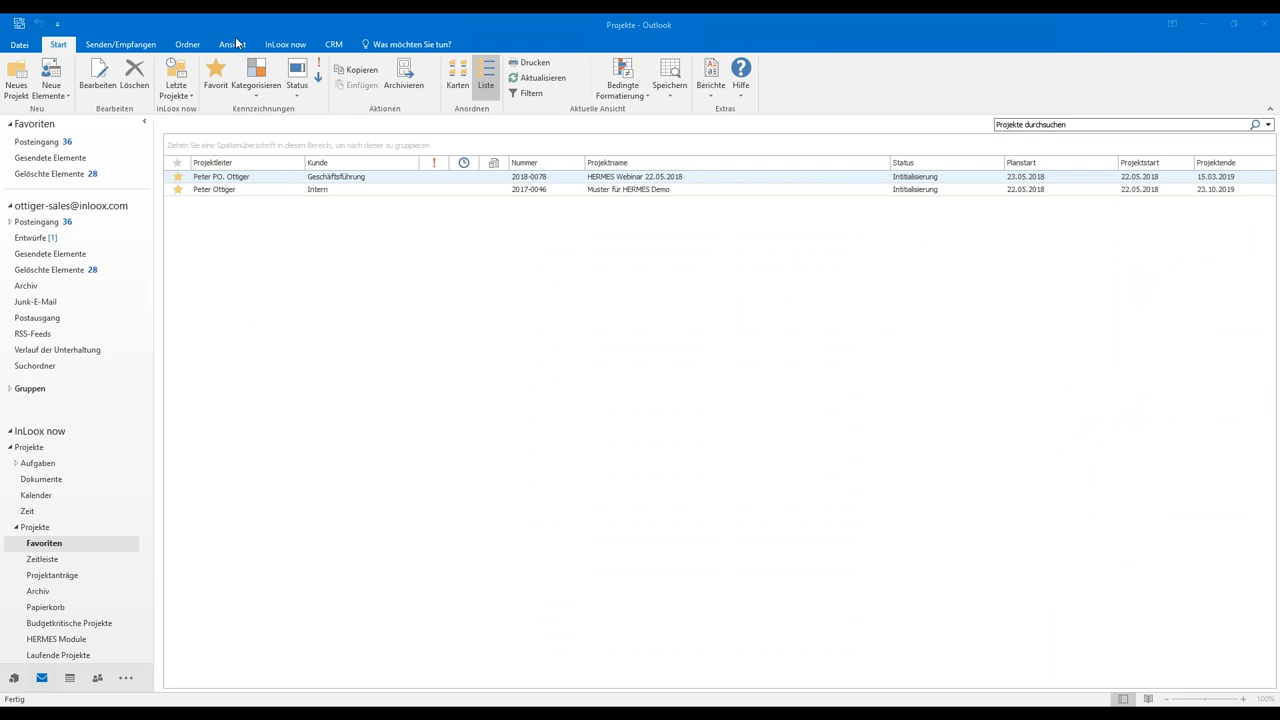 Projekte - Outlook
Datei Start Senden/Empfangen Ordner Ansicht InLoox now CRM Was möchten Sie tun?
Neues Projekt
Neue Elemente
Bearbeiten
Löschen
Letzte Projekte
Favorit
Kategorisieren
Status
Kopieren
Einfügen
Archivieren
Karten
Liste
Drucken
Aktualisieren
Filtern
Bedingte Formatierung
Speichern
Berichte
Hilfe
Neu Bearbeiten InLoox now Kennzeichnungen Aktionen Anordnen Aktuelle Ansicht Extras
Favoriten
Posteingang 36
Gesendete Elemente
Gelöschte Elemente 28
ottiger-sales@inloox.com
Posteingang 36
Entwürfe [1]
Gesendete Elemente
Gelöschte Elemente 28
Archiv
Junk-E-Mail
Postausgang
RSS-Feeds
Verlauf der Unterhaltung
Suchordner
Gruppen
InLoox now
Projekte
Aufgaben
Dokumente
Kalender
Zeit
Projekte
Favoriten
Zeitleiste
Projektanträge
Archiv
Papierkorb
Budgetkritische Projekte
HERMES Module
Laufende Projekte
Projekte durchsuchen
Ziehen Sie eine Spaltenüberschrift in diesen Bereich, um nach dieser zu gruppieren
Projektleiter Kunde Nummer Projektname Status Planstart Projektstart Projektende
Peter PO. Ottiger Geschäftsführung 2018-0078 HERMES Webinar 22.05.2018 Intitialisierung 23.05.2018 22.05.2018 15.03.2019
Peter Ottiger Intern 2017-0046 Muster für HERMES Demo Intitialisierung 22.05.2018 22.05.2018 23.10.2019
Fertig
100%